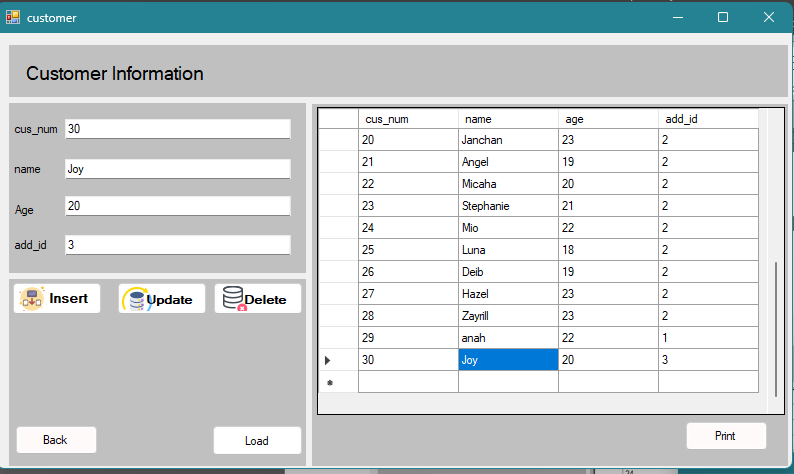 customer
Customer Information
cus_num 30
name Joy
Age 20
add_id 3
Insert Update Delete
Back Load
cus_num name age add_id
20 Janchan 23 2
21 Angel 19 2
22 Micaha 20 2
23 Stephanie 21 2
24 Mio 22 2
25 Luna 18 2
26 Deib 19 2
27 Hazel 23 2
28 Zayrill 23 2
29 anah 22 1
30 Joy 20 3
Print